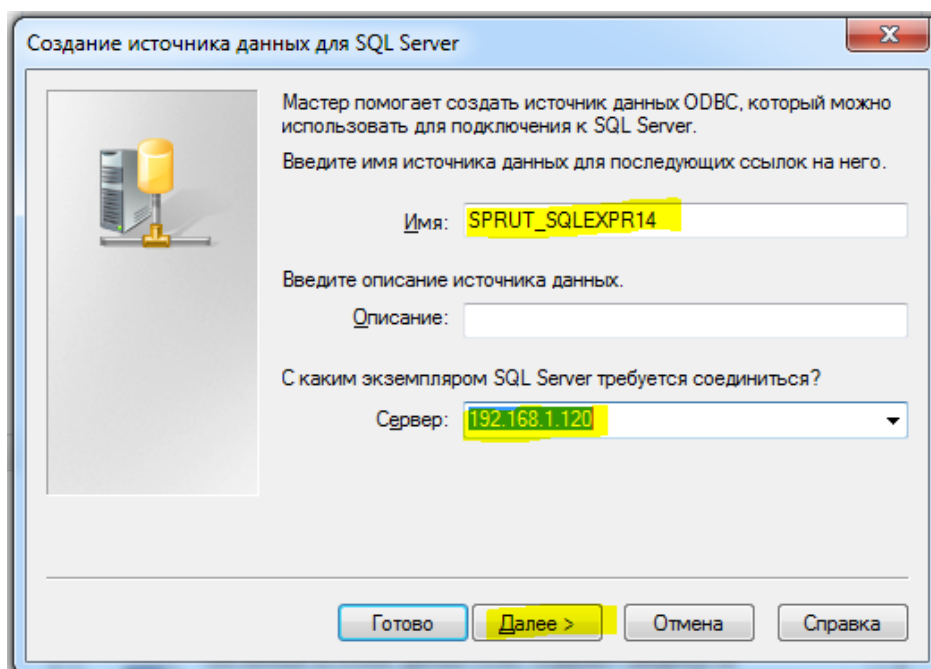 Создание источника данных для SQL Server
Мастер помогает создать источник данных ODBC, который можно
использовать для подключения к SQL Server.
Введите имя источника данных для последующих ссылок на него.
Имя: SPRUT_SQLEXPR14
Введите описание источника данных.
Описание:
С каким экземпляром SQL Server требуется соединиться?
Сервер: 192.168.1.120
Готово Далее > Отмена Справка